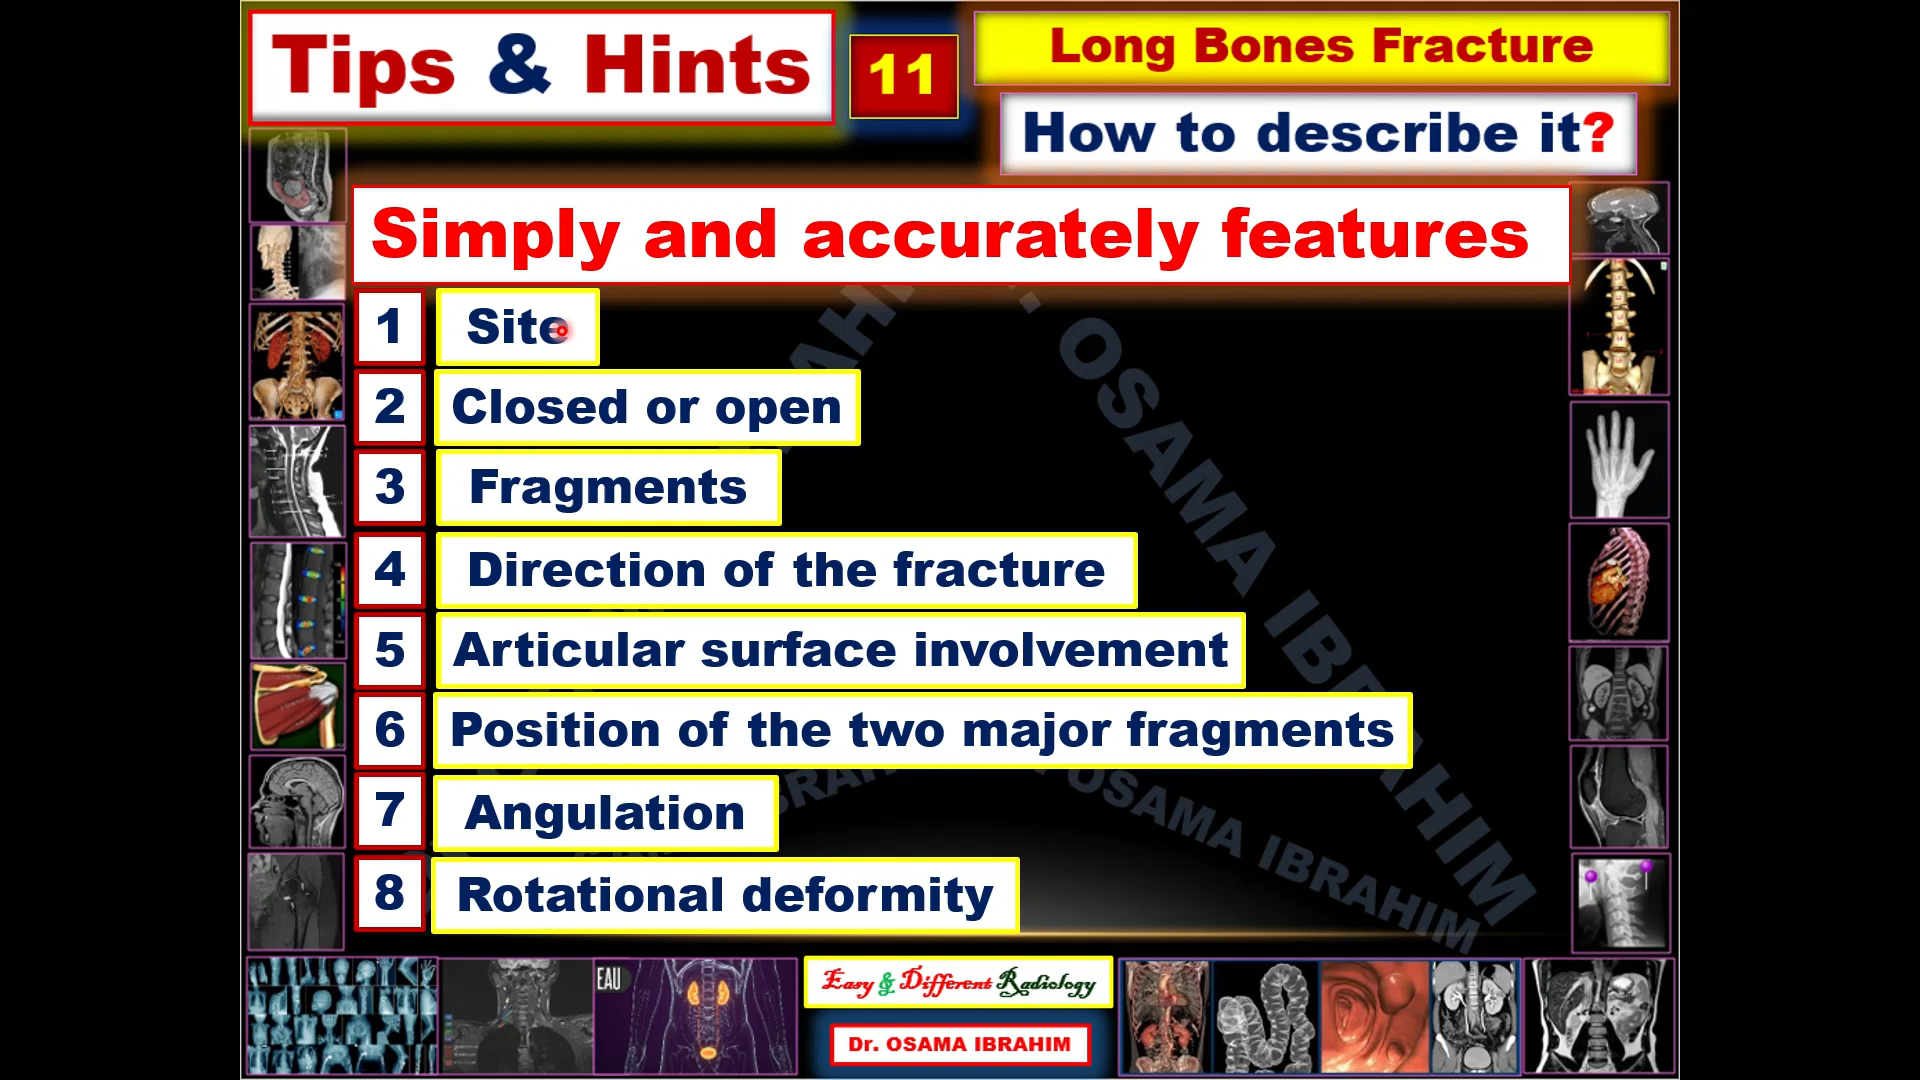 Tips & Hints
11
Long Bones Fracture
How to describe it?
Simply and accurately features
1 Site
2 Closed or open
3 Fragments
4 Direction of the fracture
5 Articular surface involvement
6 Position of the two major fragments
7 Angulation
8 Rotational deformity
OSAMA IBRAHIM
OSAMA IBRAHIM
EAU
Easy & Different Radiology
Dr. OSAMA IBRAHIM